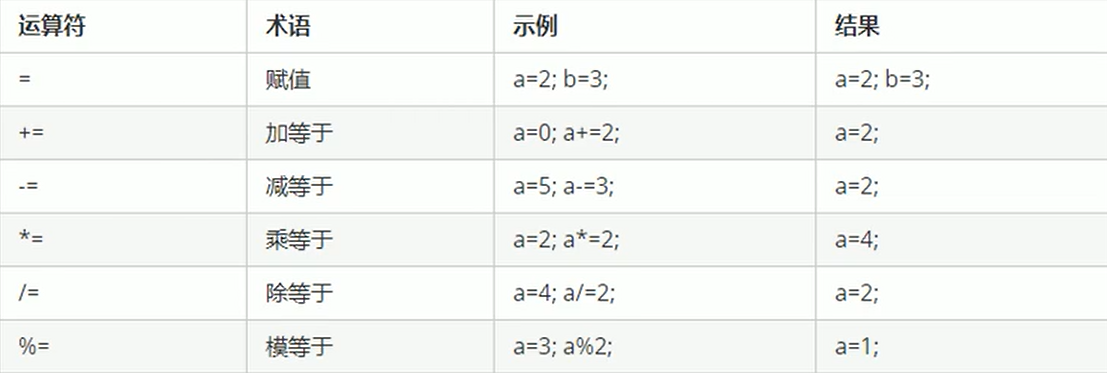 运算符 术语 示例 结果
= 赋值 a=2; b=3; a=2; b=3;
+= 加等于 a=0; a+=2; a=2;
-= 减等于 a=5; a-=3; a=2;
*= 乘等于 a=2; a*=2; a=4;
/= 除等于 a=4; a/=2; a=2;
%= 模等于 a=3; a%2; a=1;